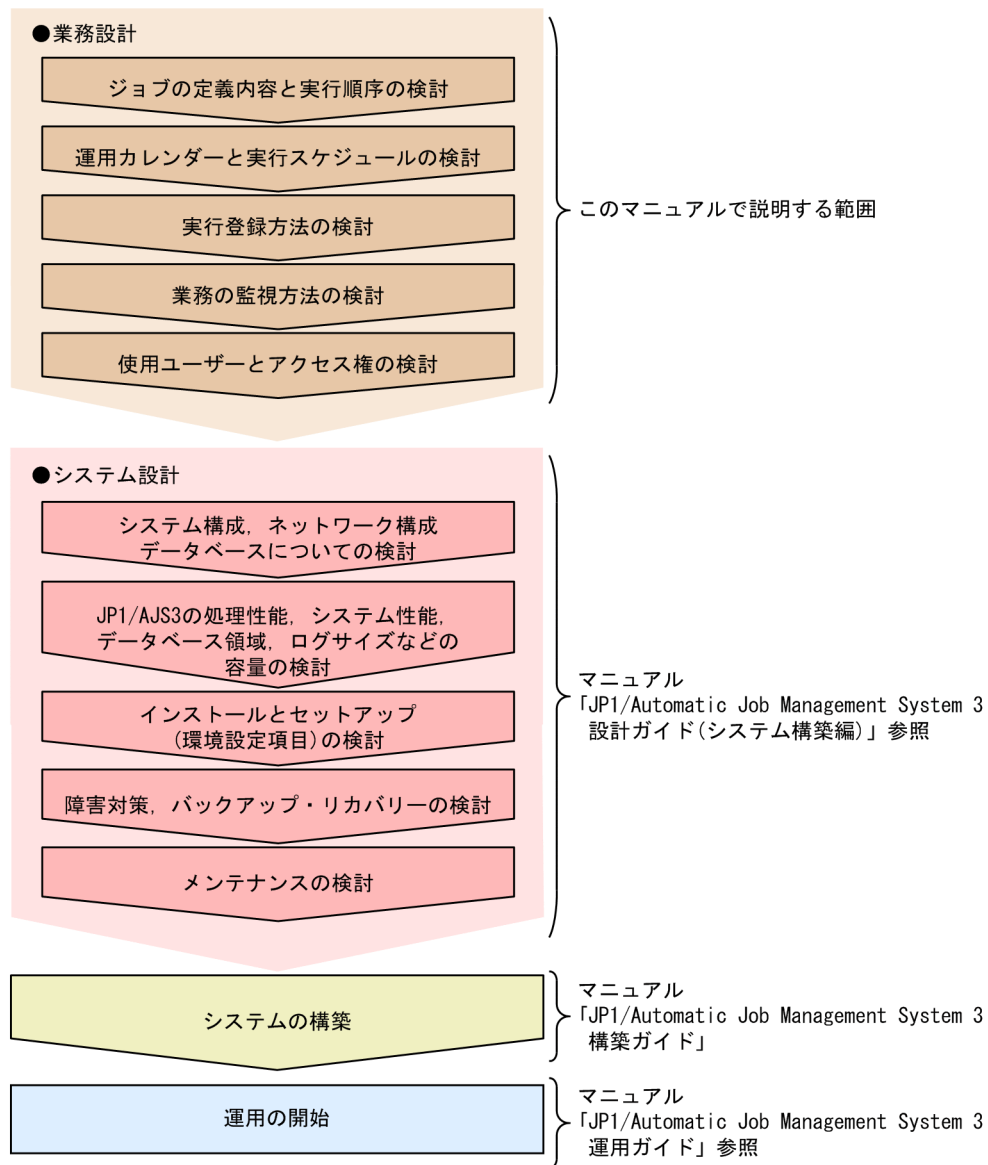 ●業務設計
ジョブの定義内容と実行順序の検討
運用カレンダーと実行スケジュールの検討
実行登録方法の検討
業務の監視方法の検討
使用ユーザーとアクセス権の検討
このマニュアルで説明する範囲
●システム設計
システム構成，ネットワーク構成
データベースについての検討
JP1/AJS3の処理性能，システム性能，
データベース領域，ログサイズなどの
容量の検討
インストールとセットアップ
(環境設定項目)の検討
障害対策，バックアップ・リカバリーの検討
メンテナンスの検討
マニュアル
「JP1/Automatic Job Management System 3
設計ガイド(システム構築編)」参照
システムの構築
マニュアル
「JP1/Automatic Job Management System 3
構築ガイド」
運用の開始
マニュアル
「JP1/Automatic Job Management System 3
運用ガイド」参照